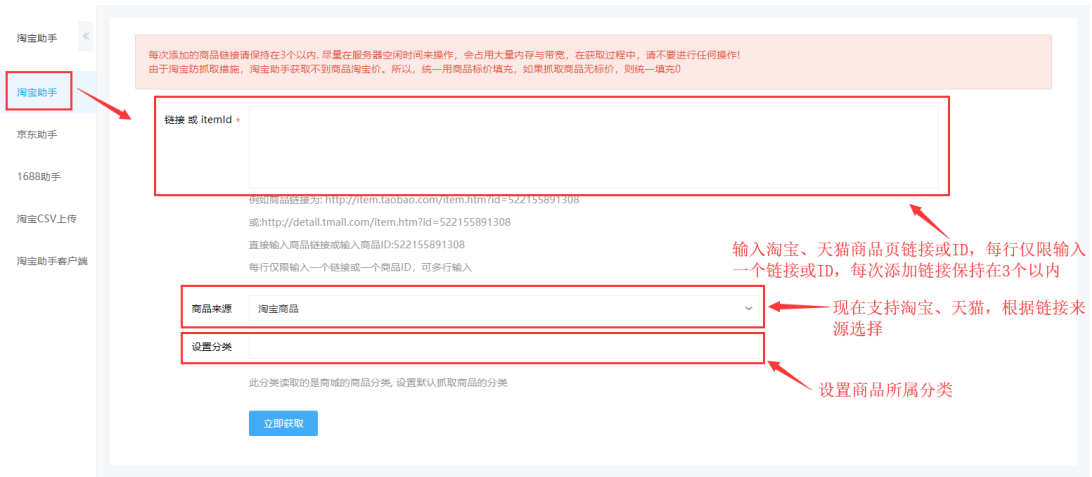 淘宝助手
淘宝助手
京东助手
1688助手
淘宝CSV上传
淘宝助手客户端
每次添加的商品链接请保持在3个以内, 尽量在服务器空闲时间来操作，会占用大量内存与带宽，在获取过程中，请不要进行任何操作!
由于淘宝防抓取措施，淘宝助手获取不到商品淘宝价。所以，统一用商品标价填充，如果抓取商品无标价，则统一填充0
链接 或 itemId *
例如商品链接为: http://item.taobao.com/item.htm?id=522155891308
或:http://detail.tmall.com/item.htm?id=522155891308
直接输入商品链接或输入商品ID:522155891308
每行仅限输入一个链接或一个商品ID，可多行输入
输入淘宝、天猫商品页链接或ID，每行仅限输入
一个链接或ID，每次添加链接保持在3个以内
商品来源 淘宝商品
现在支持淘宝、天猫，根据链接来
源选择
设置分类
此分类读取的是商城的商品分类, 设置默认抓取商品的分类
设置商品所属分类
立即获取